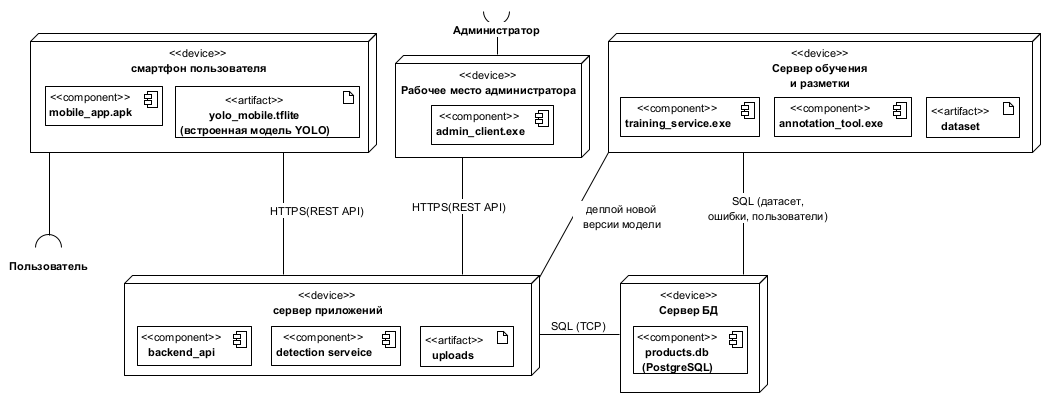 Администратор
<<device>>
смартфон пользователя
<<component>>
mobile_app.apk
<<artifact>>
yolo_mobile.tflite
(встроенная модель YOLO)
<<device>>
Рабочее место администратора
<<component>>
admin_client.exe
<<device>>
Сервер обучения
и разметки
<<component>>
training_service.exe
<<component>>
annotation_tool.exe
<<artifact>>
dataset
HTTPS(REST API)
HTTPS(REST API)
деплой новой
версии модели
SQL (датасет,
ошибки, пользователи)
Пользователь
<<device>>
сервер приложений
<<component>>
backend_api
<<component>>
detection serveice
<<artifact>>
uploads
SQL (TCP)
<<device>>
Сервер БД
<<component>>
products.db
(PostgreSQL)